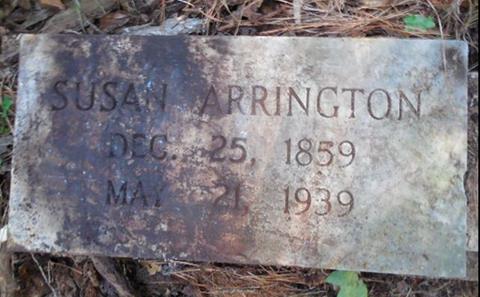 SUSAN ARRINGTON
DEC. 25, 1859
MAY 21, 1939